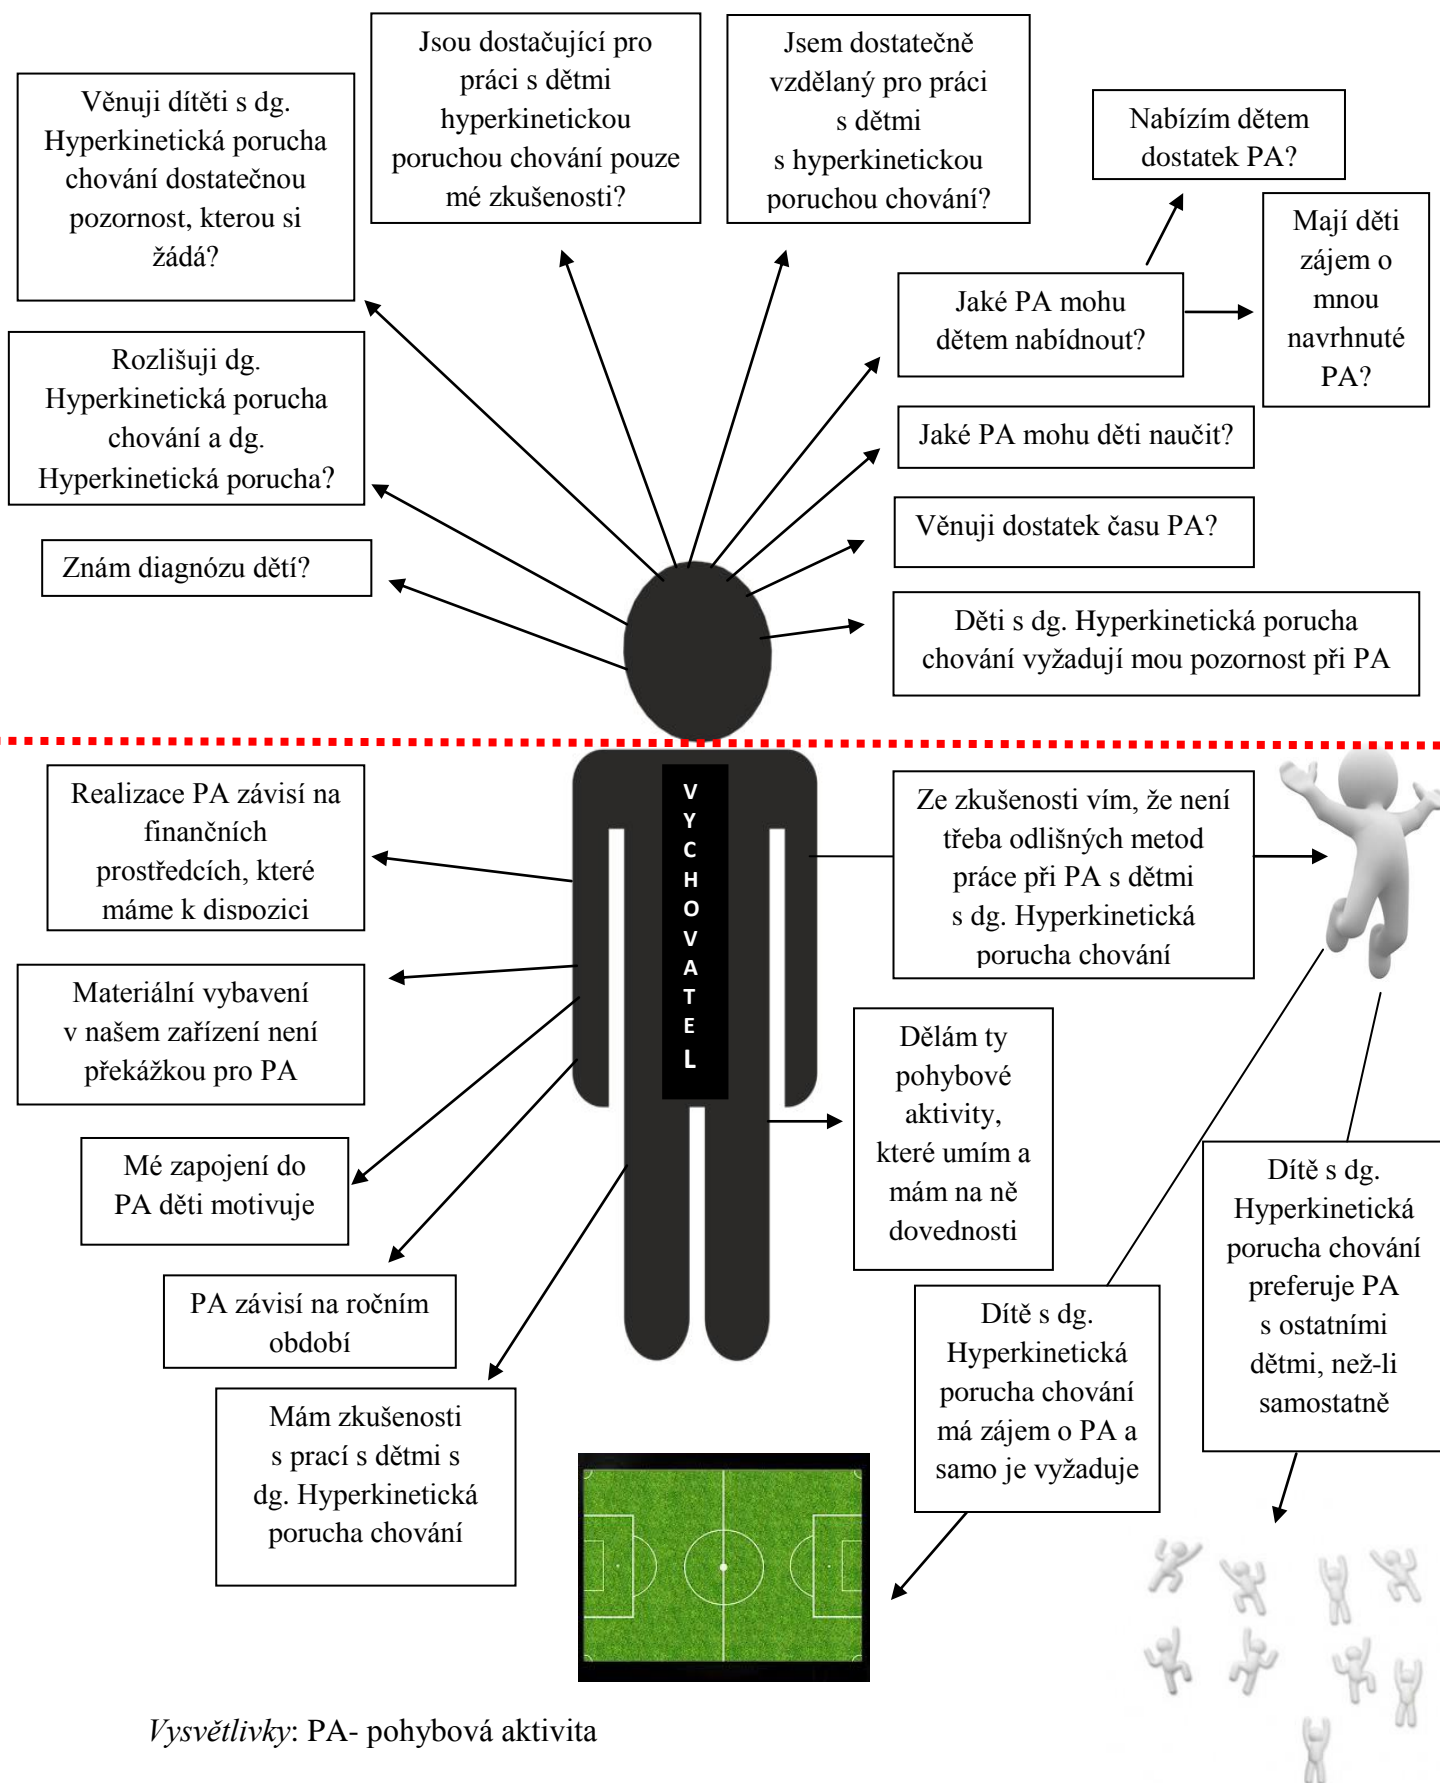 Věnuji dítěti s dg.
Hyperkinetická porucha
chování dostatečnou
pozornost, kterou si
žádá?
Jsou dostačující pro
práci s dětmi
hyperkinetickou
poruchou chování pouze
mé zkušenosti?
Jsem dostatečně
vzdělaný pro práci
s dětmi
s hyperkinetickou
poruchou chování?
Nabízím dětem
dostatek PA?
Mají děti
zájem o
mnou
navrhnuté
PA?
Jaké PA mohu
dětem nabídnout?
Rozlišuji dg.
Hyperkinetická porucha
chování a dg.
Hyperkinetická porucha?
Jaké PA mohu děti naučit?
Znám diagnózu dětí?
Věnuji dostatek času PA?
Děti s dg. Hyperkinetická porucha
chování vyžadují mou pozornost při PA
Realizace PA závisí na
finančních
prostředcích, které
máme k dispozici
V
Y
C
H
O
V
A
T
E
L
Ze zkušenosti vím, že není
třeba odlišných metod
práce při PA s dětmi
s dg. Hyperkinetická
porucha chování
Materiální vybavení
v našem zařízení není
překážkou pro PA
Dělám ty
pohybové
aktivity,
které umím a
mám na ně
dovednosti
Mé zapojení do
PA děti motivuje
Dítě s dg.
Hyperkinetická
porucha chování
preferuje PA
s ostatními
dětmi, než-li
samostatně
PA závisí na ročním
období
Dítě s dg.
Hyperkinetická
porucha chování
má zájem o PA a
samo je vyžaduje
Mám zkušenosti
s prací s dětmi s
dg. Hyperkinetická
porucha chování
Vysvětlivky: PA- pohybová aktivita